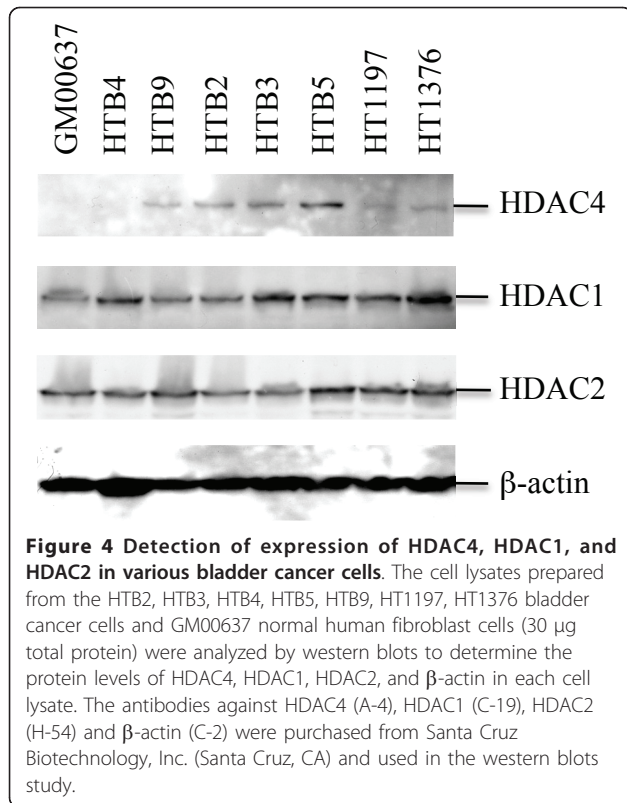 GM00637
HTB4
HTB9
HTB2
HTB3
HTB5
HT1197
HT1376
HDAC4
HDAC1
HDAC2
β-actin
Figure 4 Detection of expression of HDAC4, HDAC1, and
HDAC2 in various bladder cancer cells. The cell lysates prepared
from the HTB2, HTB3, HTB4, HTB5, HTB9, HT1197, HT1376 bladder
cancer cells and GM00637 normal human fibroblast cells (30 μg
total protein) were analyzed by western blots to determine the
protein levels of HDAC4, HDAC1, HDAC2, and β-actin in each cell
lysate. The antibodies against HDAC4 (A-4), HDAC1 (C-19), HDAC2
(H-54) and β-actin (C-2) were purchased from Santa Cruz
Biotechnology, Inc. (Santa Cruz, CA) and used in the western blots
study.